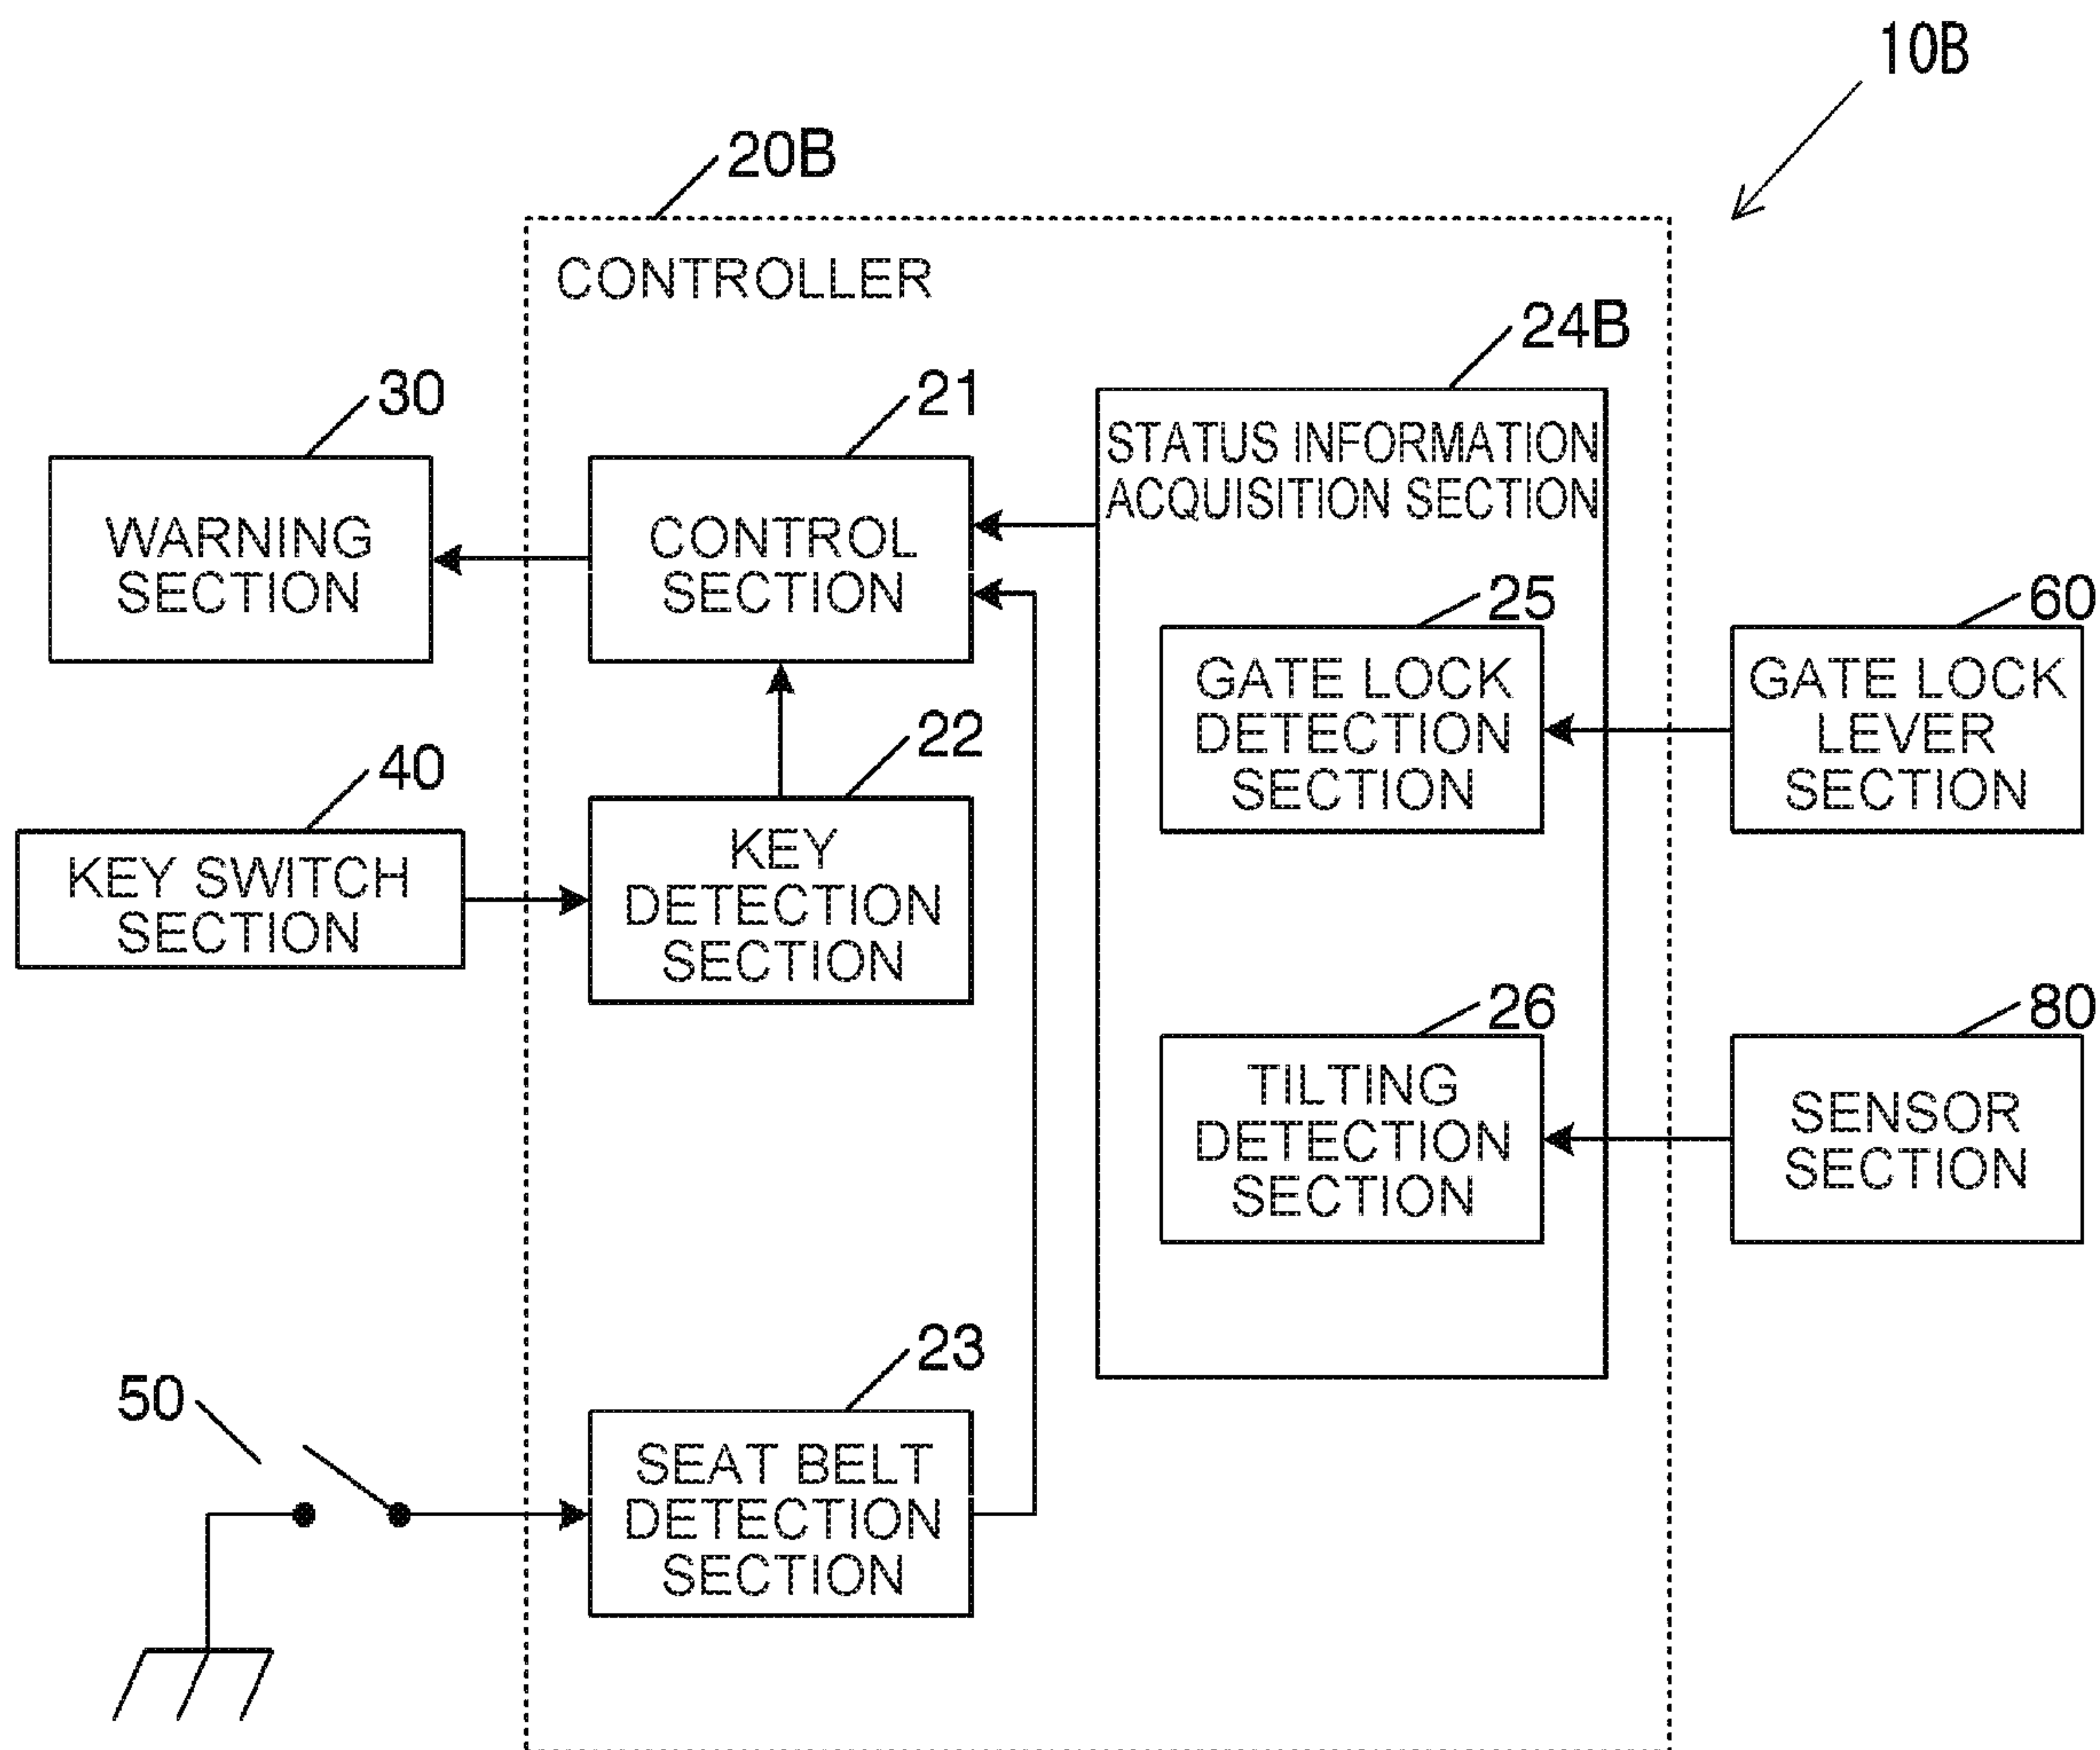 10B
20B
CONTROLLER
24B
30
21
STATUS INFORMATION
ACQUISITION SECTION
WARNING
SECTION
CONTROL
SECTION
25
60
GATE LOCK
DETECTION
SECTION
GATE LOCK
LEVER
SECTION
40
22
KEY SWITCH
SECTION
KEY
DETECTION
SECTION
26
80
TILTING
DETECTION
SECTION
SENSOR
SECTION
50
23
SEAT BELT
DETECTION
SECTION